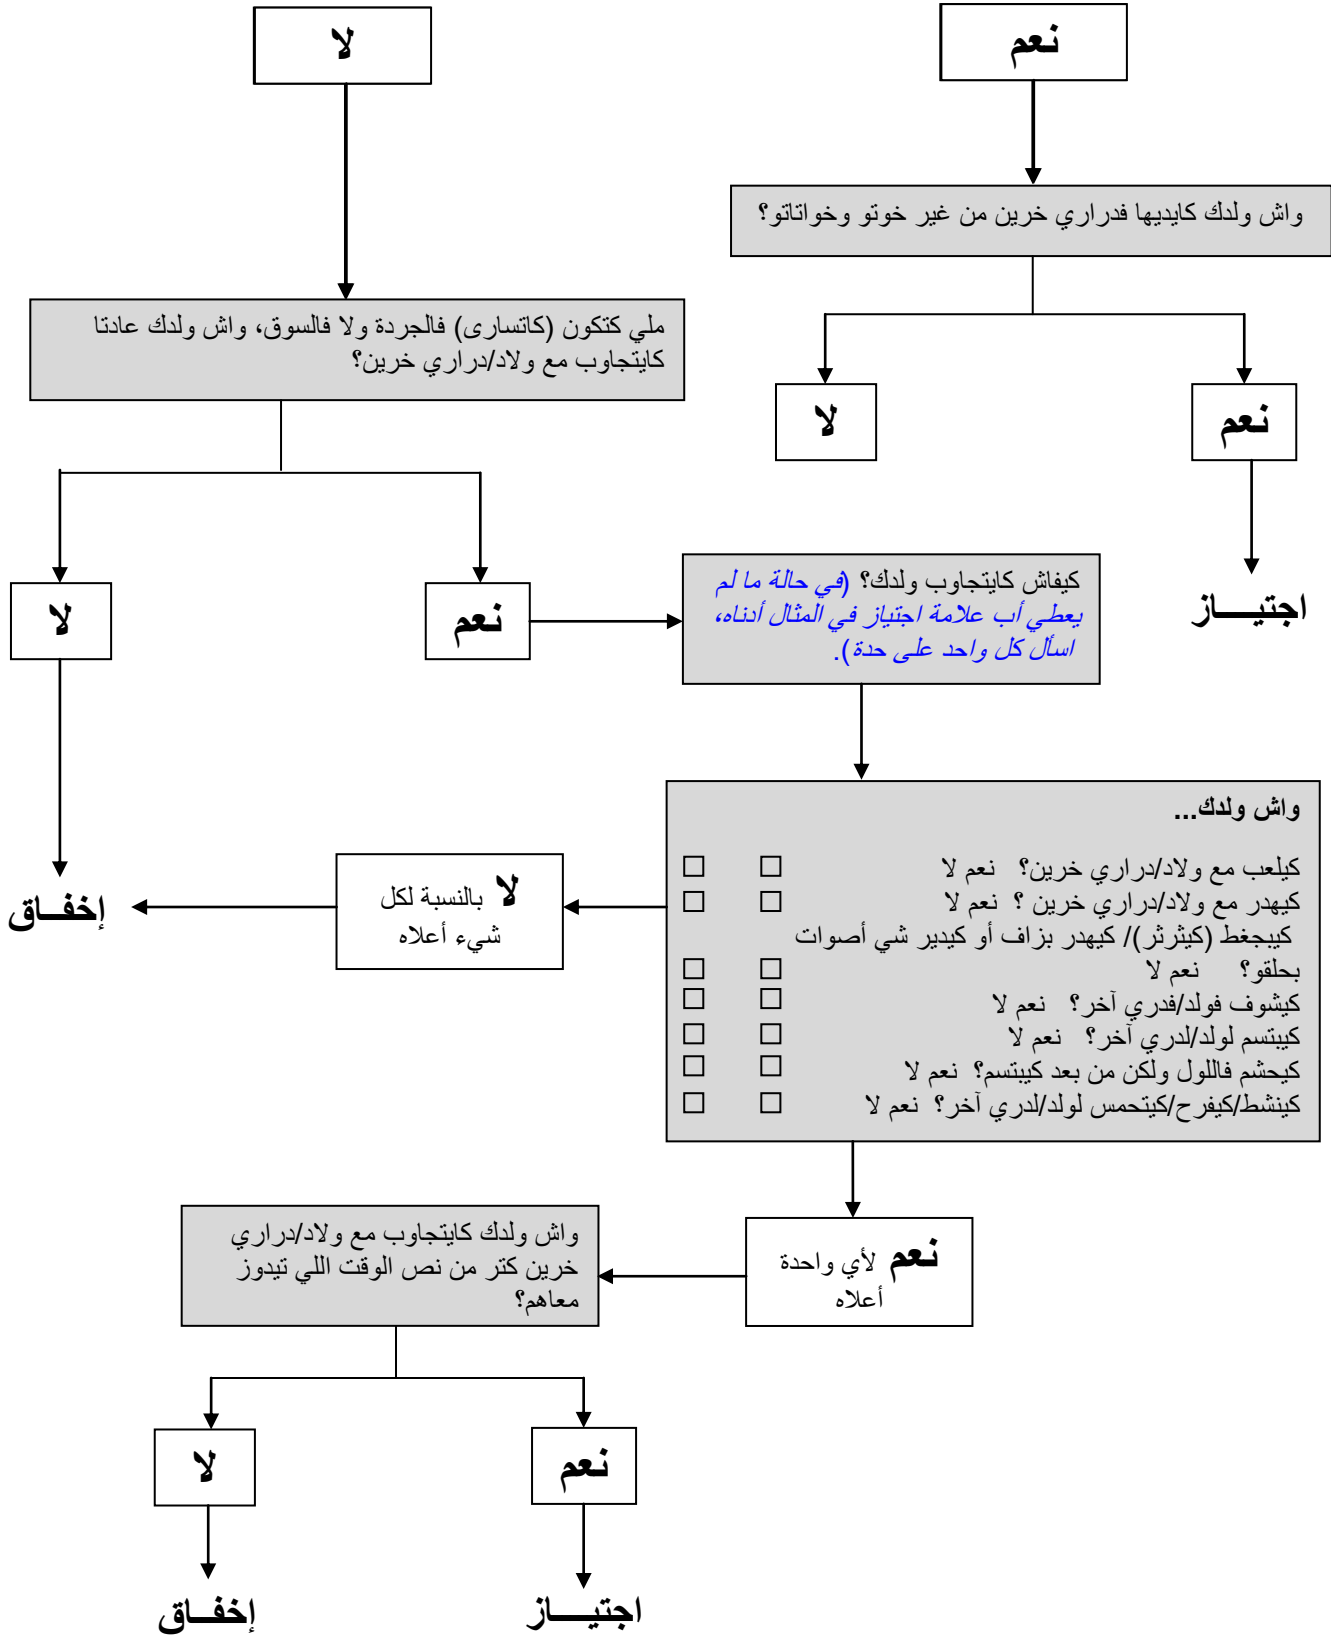 نعم
لا
واش ولدك كايديها فدراري خرين من غير خوتو وخواتاتو؟
ملي كتكون (كاتسارى) فالجردة ولا فالسوق، واش ولدك عادتا
كايتجاوب مع ولاد/دراري خرين؟
نعم
لا
اجتيـــاز
كيفاش كايتجاوب ولدك؟ (في حالة ما لم
يعطي أب علامة اجتياز في المثال أدناه،
اسأل كل واحد على حدة).
نعم
لا
واش ولدك...
كيلعب مع ولاد/دراري خرين؟ نعم لا
كيهدر مع ولاد/دراري خرين ؟ نعم لا
كيبجغط (كيثرثر)/ كيهدر بزاف أو كيدير شي أصوات
بحلقو؟ نعم لا
كيشوف فولد/فدري آخر؟ نعم لا
كيبتسم لولد/لدري آخر؟ نعم لا
كيحشم فاللول ولكن من بعد كيبتسم؟ نعم لا
كينشط/كيفرح/كيتحمس لولد/لدري آخر؟ نعم لا
لا بالنسبة لكل
شيء أعلاه
إخفــاق
نعم لأي واحدة
أعلاه
واش ولدك كايتجاوب مع ولاد/دراري
خرين كتر من نص الوقت اللي تيدوز
معاهم؟
نعم
لا
اجتيـــاز
إخفــاق